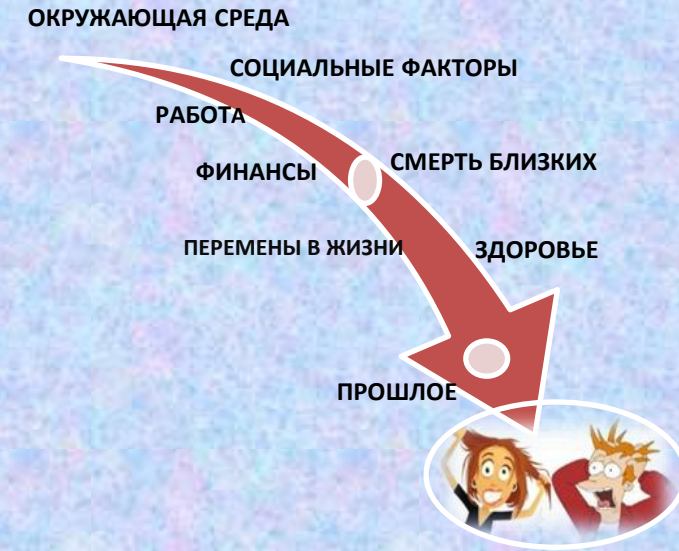 ОКРУЖАЮЩАЯ СРЕДА
СОЦИАЛЬНЫЕ ФАКТОРЫ
РАБОТА
ФИНАНСЫ
СМЕРТЬ БЛИЗКИХ
ПЕРЕМЕНЫ В ЖИЗНИ
ЗДОРОВЬЕ
ПРОШЛОЕ